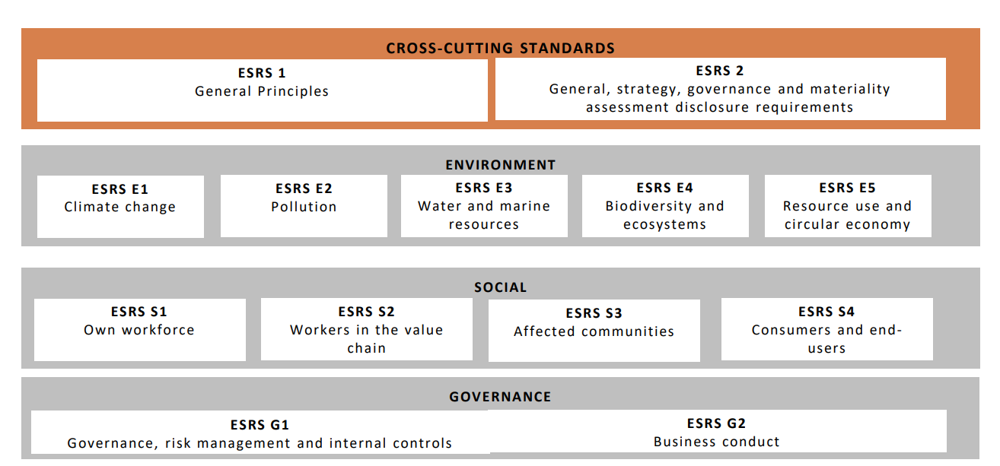 CROSS-CUTTING STANDARDS
ESRS 1
General Principles
ESRS 2
General, strategy, governance and materiality
assessment disclosure requirements
ENVIRONMENT
ESRS E1
Climate change
ESRS E2
Pollution
ESRS E3
Water and marine
resources
ESRS E4
Biodiversity and
ecosystems
ESRS E5
Resource use and
circular economy
SOCIAL
ESRS S1
Own workforce
ESRS S2
Workers in the value
chain
ESRS S3
Affected communities
ESRS S4
Consumers and end-
users
GOVERNANCE
ESRS G1
Governance, risk management and internal controls
ESRS G2
Business conduct